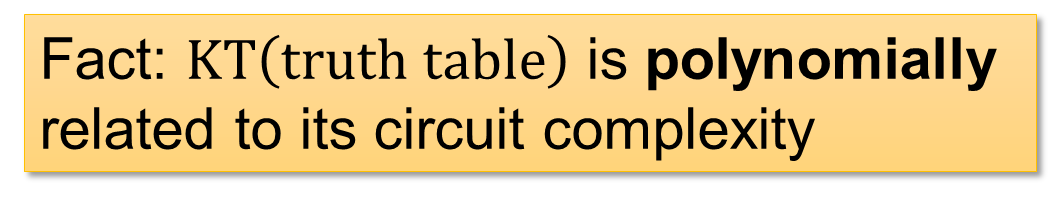 Fact: KT(truth table) is polynomially
related to its circuit complexity